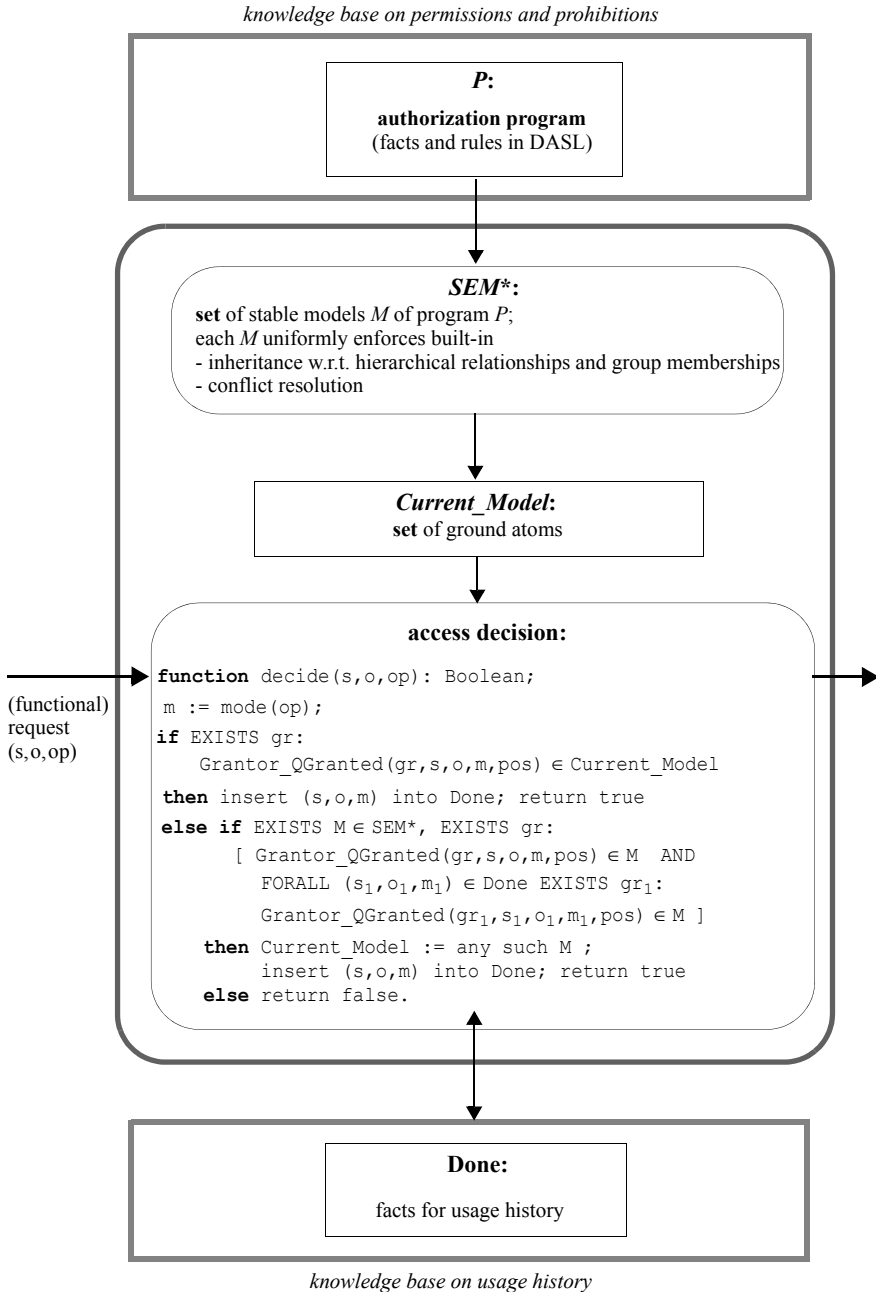 knowledge base on permissions and prohibitions
P:
authorization program
(facts and rules in DASL)
SEM*:
set of stable models M of program P;
each M uniformly enforces built-in
- inheritance w.r.t. hierarchical relationships and group memberships
- conflict resolution
Current_Model:
set of ground atoms
access decision:
(functional)
request
(s,o,op)
function decide(s,o,op): Boolean;
m := mode(op);
if EXISTS gr:
Grantor_QGranted(gr,s,o,m,pos) ∈ Current_Model
then insert (s,o,m) into Done; return true
else if EXISTS M ∈ SEM*, EXISTS gr:
[ Grantor_QGranted(gr,s,o,m,pos) ∈ M AND
FORALL (s₁,o₁,m₁) ∈ Done EXISTS gr₁:
Grantor_QGranted(gr₁,s₁,o₁,m₁,pos) ∈ M ]
then Current_Model := any such M ;
insert (s,o,m) into Done; return true
else return false.
Done:
facts for usage history
knowledge base on usage history